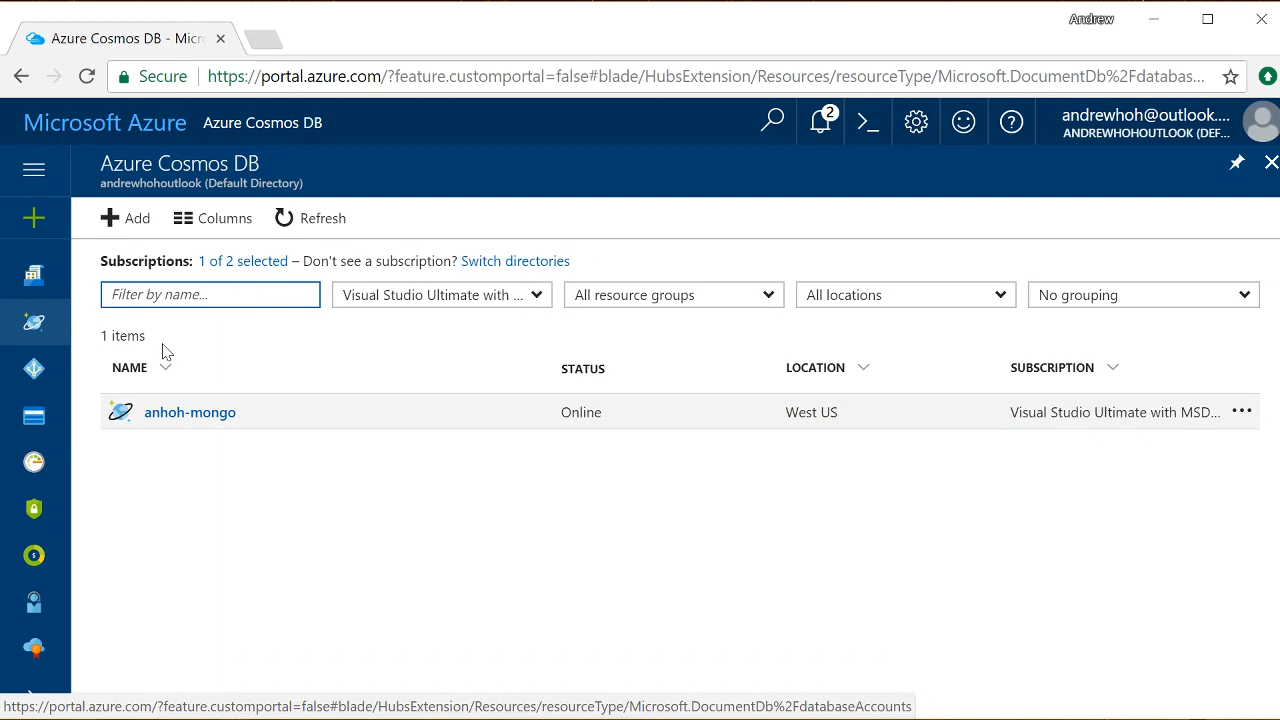 Andrew
Azure Cosmos DB - Micr
Secure https://portal.azure.com/?feature.customportal=false#blade/HubsExtension/Resources/resourceType/Microsoft.DocumentDb%2Fdatabas...
Microsoft Azure Azure Cosmos DB 2 andrewhoh@outlook....
ANDREWHOHOUTLOOK (DEF...
Azure Cosmos DB
andrewhohoutlook (Default Directory)
Add Columns Refresh
Subscriptions: 1 of 2 selected – Don't see a subscription? Switch directories
Filter by name... Visual Studio Ultimate with ... All resource groups All locations No grouping
1 items
NAME STATUS LOCATION SUBSCRIPTION
anhoh-mongo Online West US Visual Studio Ultimate with MSD... •••
https://portal.azure.com/?feature.customportal=false#blade/HubsExtension/Resources/resourceType/Microsoft.DocumentDb%2FdatabaseAccounts